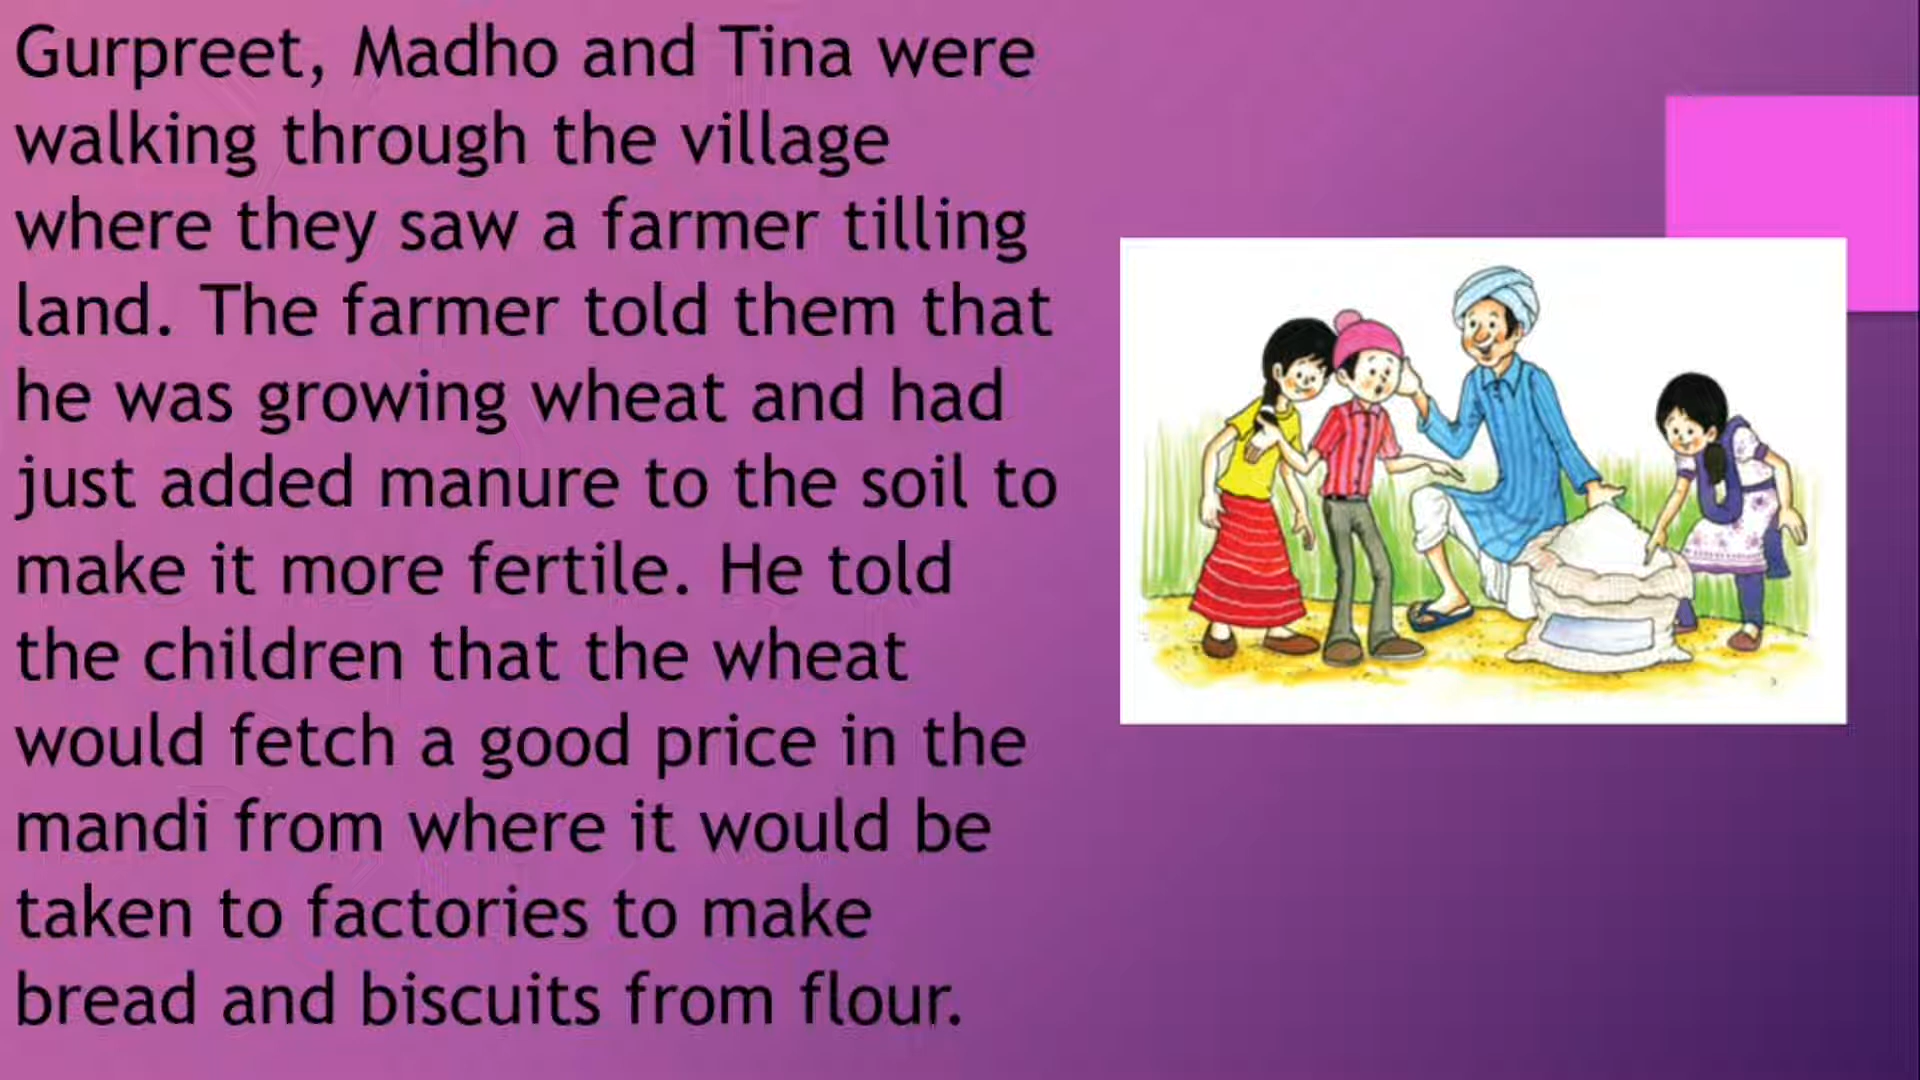 Gurpreet, Madho and Tina were
walking through the village
where they saw a farmer tilling
land. The farmer told them that
he was growing wheat and had
just added manure to the soil to
make it more fertile. He told
the children that the wheat
would fetch a good price in the
mandi from where it would be
taken to factories to make
bread and biscuits from flour.